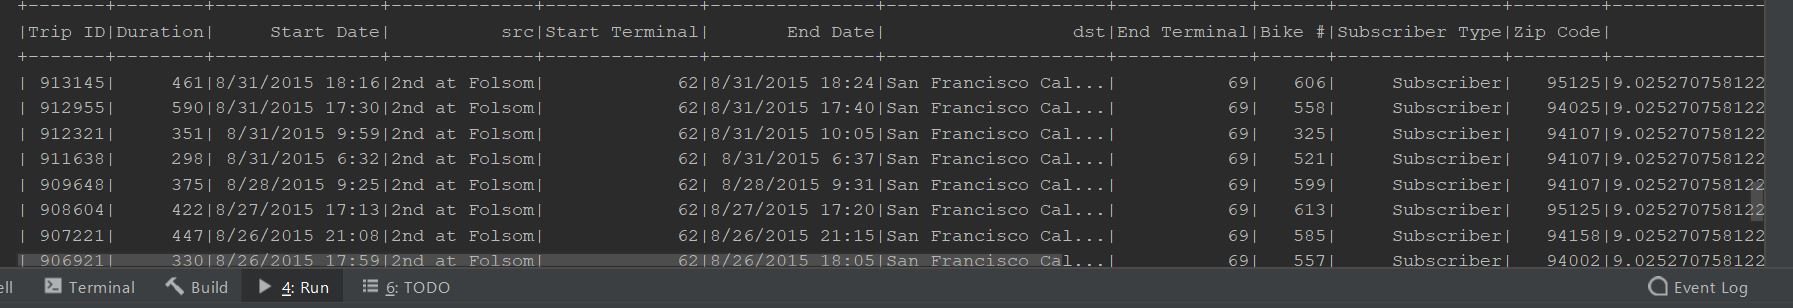 +-------+--------+---------------+-------------+--------------+---------------+--------------------+------------+------+---------------+--------+--------------
|Trip ID|Duration|     Start Date|          src|Start Terminal|       End Date|                 dst|End Terminal|Bike #|Subscriber Type|Zip Code|
+-------+--------+---------------+-------------+--------------+---------------+--------------------+------------+------+---------------+--------+--------------
| 913145|     461|8/31/2015 18:16|2nd at Folsom|            62|8/31/2015 18:24|San Francisco Cal...|          69|   606|     Subscriber|   95125|9.025270758122
| 912955|     590|8/31/2015 17:30|2nd at Folsom|            62|8/31/2015 17:40|San Francisco Cal...|          69|   558|     Subscriber|   94025|9.025270758122
| 912321|     351| 8/31/2015 9:59|2nd at Folsom|            62|8/31/2015 10:05|San Francisco Cal...|          69|   325|     Subscriber|   94107|9.025270758122
| 911638|     298| 8/31/2015 6:32|2nd at Folsom|            62| 8/31/2015 6:37|San Francisco Cal...|          69|   521|     Subscriber|   94107|9.025270758122
| 909648|     375| 8/28/2015 9:25|2nd at Folsom|            62| 8/28/2015 9:31|San Francisco Cal...|          69|   599|     Subscriber|   94107|9.025270758122
| 908604|     422|8/27/2015 17:13|2nd at Folsom|            62|8/27/2015 17:20|San Francisco Cal...|          69|   613|     Subscriber|   95125|9.025270758122
| 907221|     447|8/26/2015 21:08|2nd at Folsom|            62|8/26/2015 21:15|San Francisco Cal...|          69|   585|     Subscriber|   94158|9.025270758122
| 906921|     330|8/26/2015 17:59|2nd at Folsom|            62|8/26/2015 18:05|San Francisco Cal...|          69|   557|     Subscriber|   94002|9.025270758122
ell Terminal Build 4: Run 6: TODO Event Log